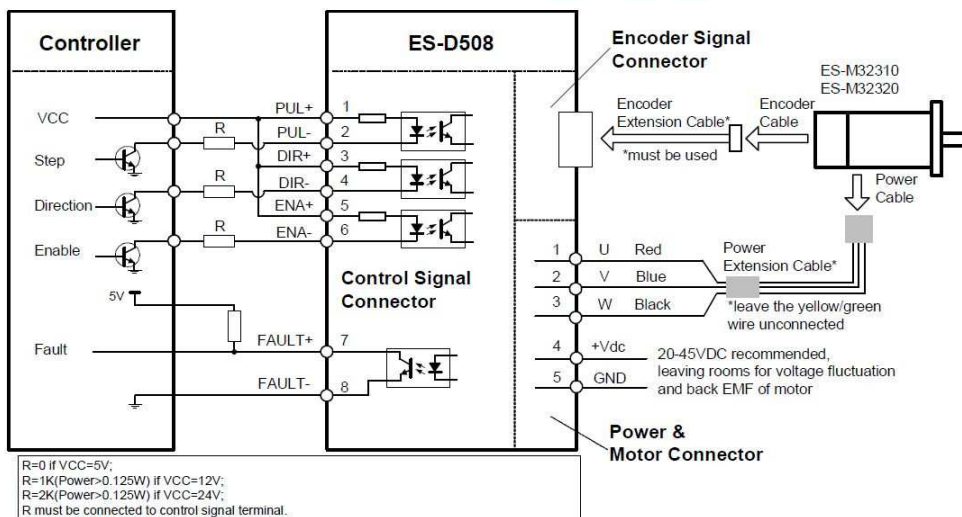 Controller
ES-D508
Encoder Signal
Connector
ES-M32310
ES-M32320
VCC
PUL+
1
R
PUL-
2
Step
DIR+
3
R
DIR-
4
Direction
ENA+
5
R
ENA-
6
Enable
Encoder
Extension Cable*
*must be used
Encoder
Cable
Power
Cable
Control Signal
Connector
1
U
Red
2
V
Blue
3
W
Black
Power
Extension Cable*
*leave the yellow/green
wire unconnected
5V
Fault
FAULT+
7
FAULT-
8
4
+Vdc
5
GND
20-45VDC recommended,
leaving rooms for voltage fluctuation
and back EMF of motor
Power &
Motor Connector
R=0 if VCC=5V;
R=1K(Power>0.125W) if VCC=12V;
R=2K(Power>0.125W) if VCC=24V;
R must be connected to control signal terminal.